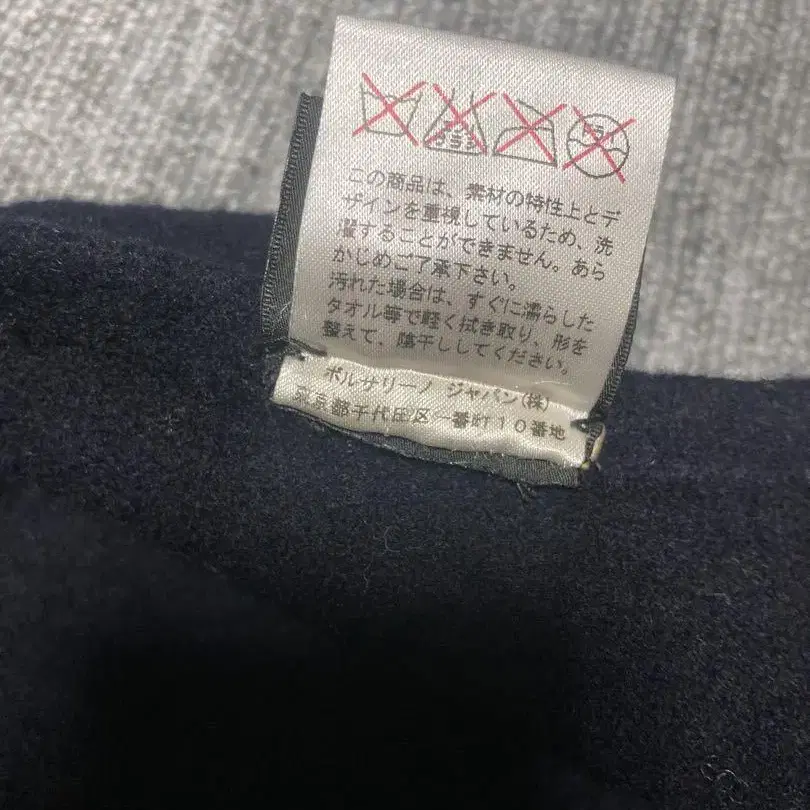 この商品は、素材の特性上とデ
ザインを重視しているため、洗
濯することができません。あら
かじめご了承下さい。
汚れた場合は、すぐに濡らした
タオル等で軽く拭き取り、形を
整えて、陰干ししてください。
ボルサリーノ ジャパン(株)
東京都千代田区一番町10番地